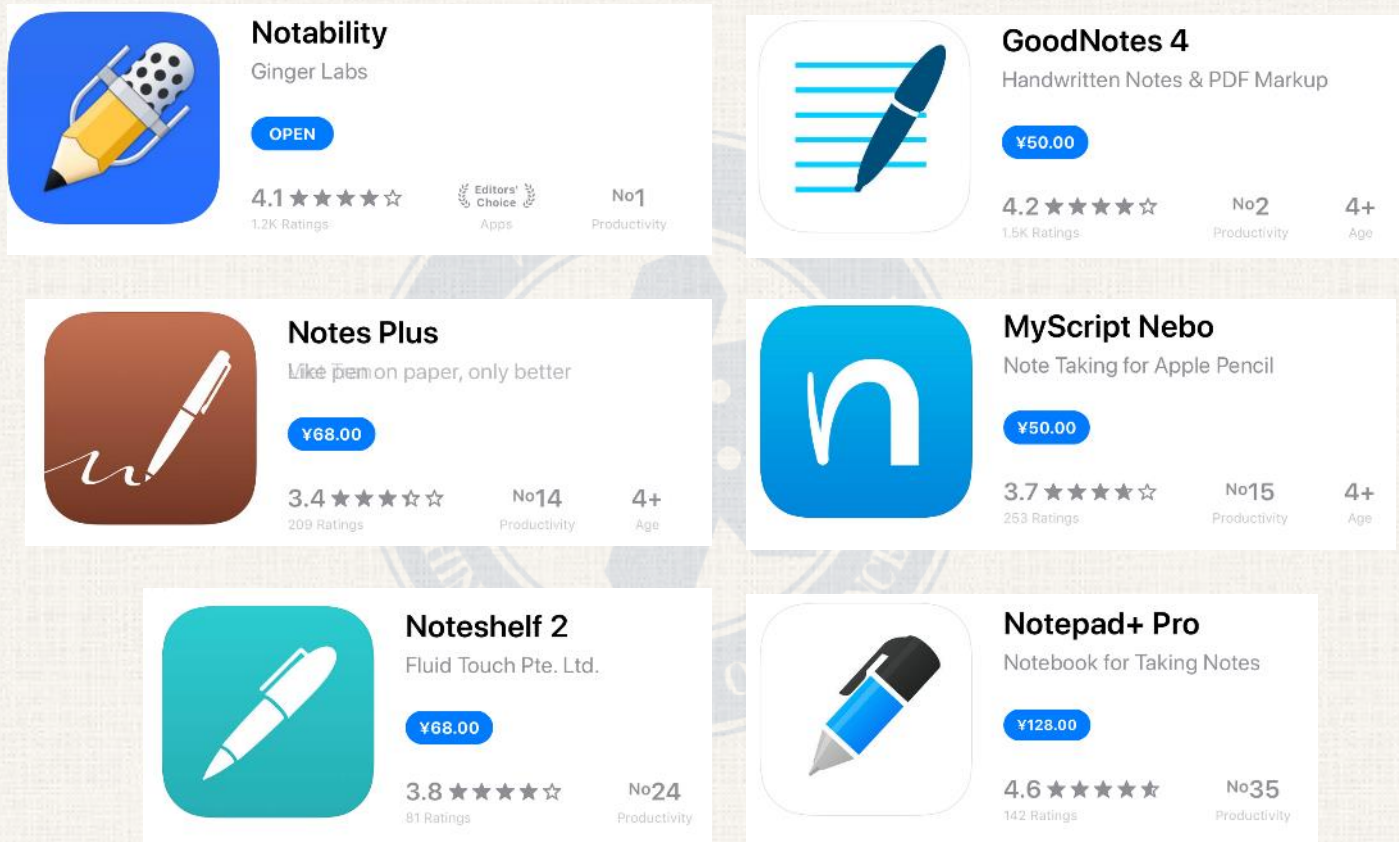 Notability
Ginger Labs
OPEN
4.1
1.2K Ratings
Editors' Choice
Apps
No1
Productivity
GoodNotes 4
Handwritten Notes & PDF Markup
¥50.00
4.2
1.5K Ratings
No2
Productivity
4+
Age
Notes Plus
on paper, only better
¥68.00
3.4
209 Ratings
No14
Productivity
4+
Age
MyScript Nebo
Note Taking for Apple Pencil
¥50.00
3.7
253 Ratings
No15
Productivity
4+
Age
Noteshelf 2
Fluid Touch Pte. Ltd.
¥68.00
3.8
81 Ratings
No24
Productivity
Notepad+ Pro
Notebook for Taking Notes
¥128.00
4.6
142 Ratings
No35
Productivity